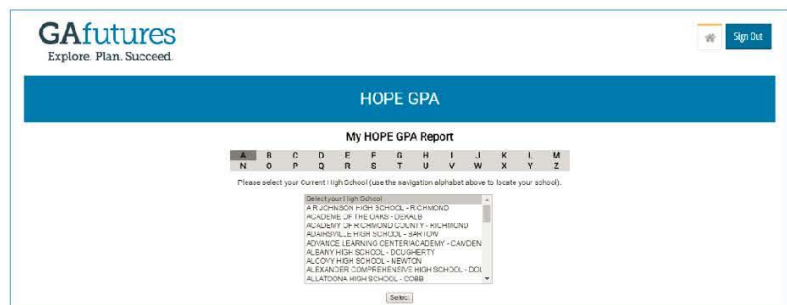 GAfutures
Explore. Plan. Succeed.
Sign Out
HOPE GPA
My HOPE GPA Report
A B C D E F G H I J K L M
N O P Q R S T U V W X Y Z
Please select your Current High School (use the navigation alphabet above to locate your school).
Select your High School
A R JOHNSON HIGH SCHOOL - RICHMOND
ACADEME OF THE OAKS - DEKALB
ACADEMY OF RICHMOND COUNTY - RICHMOND
ADAIRSVILLE HIGH SCHOOL - BARTOW
ADVANCE LEARNING CENTER/ACADEMY - CAMDEN
ALBANY HIGH SCHOOL - DOUGHERTY
ALCOVY HIGH SCHOOL - NEWTON
ALEXANDER COMPREHENSIVE HIGH SCHOOL - DOU
ALLATOONA HIGH SCHOOL - COBB
Select